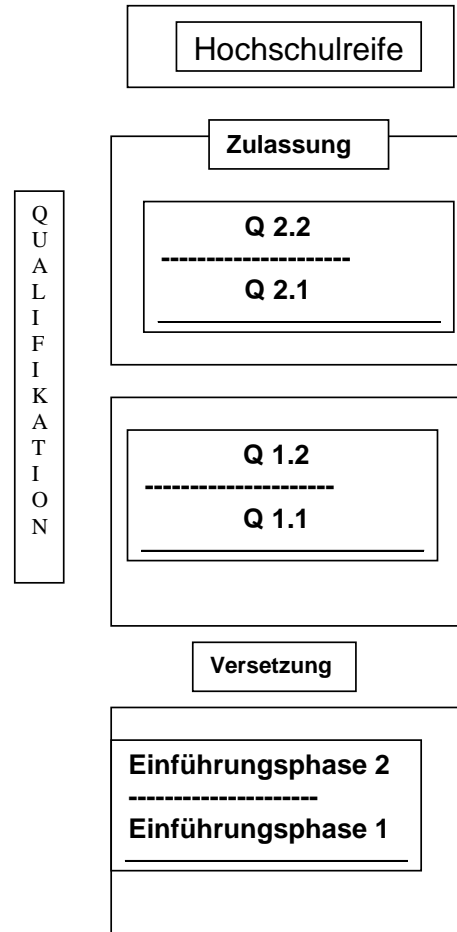 Hochschulreife
Zulassung
Q
U
A
L
I
F
I
K
A
T
I
O
N
Q 2.2
---------------------
Q 2.1
Q 1.2
---------------------
Q 1.1
Versetzung
Einführungsphase 2
---------------------
Einführungsphase 1